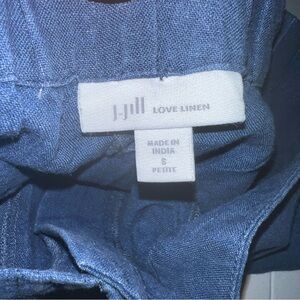 J.Jill LOVE LINEN
MADE IN
INDIA
S
PETITE